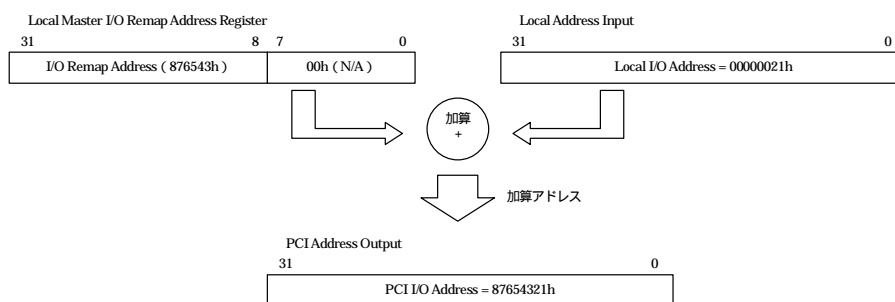 Local Master I/O Remap Address Register
31 8 7 0
I/O Remap Address ( 876543h ) 00h ( N/A )
Local Address Input
31 0
Local I/O Address = 00000021h
加算
+
加算アドレス
PCI Address Output
31 0
PCI I/O Address = 87654321h